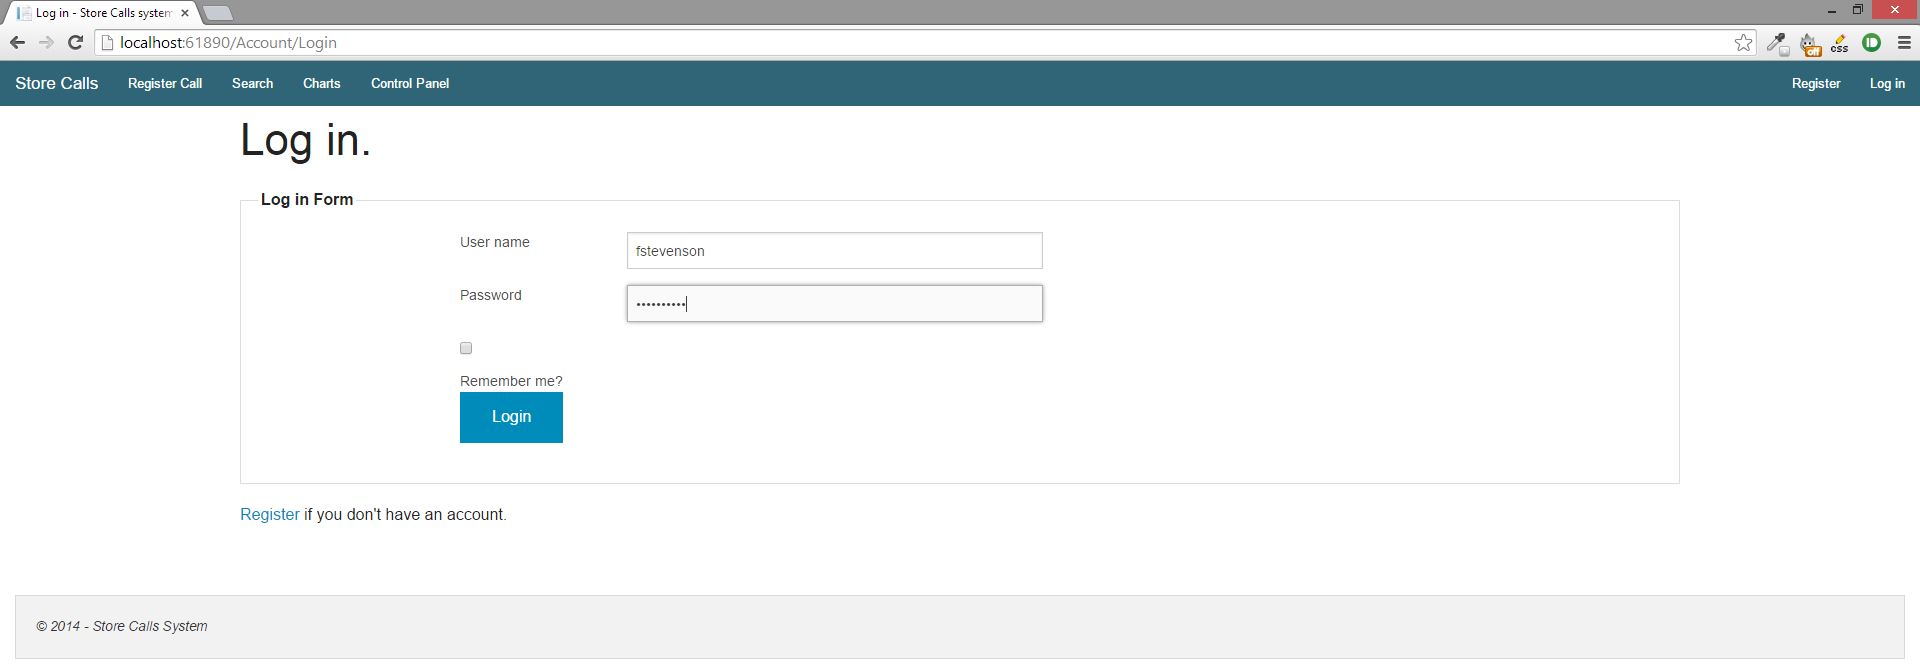 Log in - Store Calls system
localhost:61890/Account/Login
off
css
Store Calls Register Call Search Charts Control Panel Register Log in
Log in.
Log in Form
User name fstevenson
Password ••••••••••
Remember me?
Login
Register if you don't have an account.
© 2014 - Store Calls System